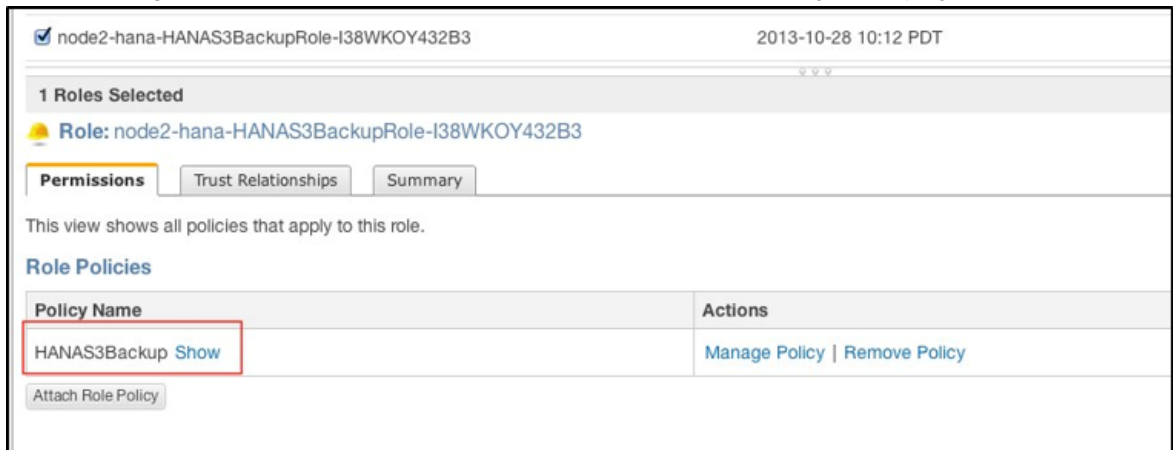 node2-hana-HANAS3BackupRole-I38WKOY432B3 2013-10-28 10:12 PDT
1 Roles Selected
Role: node2-hana-HANAS3BackupRole-I38WKOY432B3
Permissions Trust Relationships Summary
This view shows all policies that apply to this role.
Role Policies
Policy Name Actions
HANAS3Backup Show Manage Policy | Remove Policy
Attach Role Policy